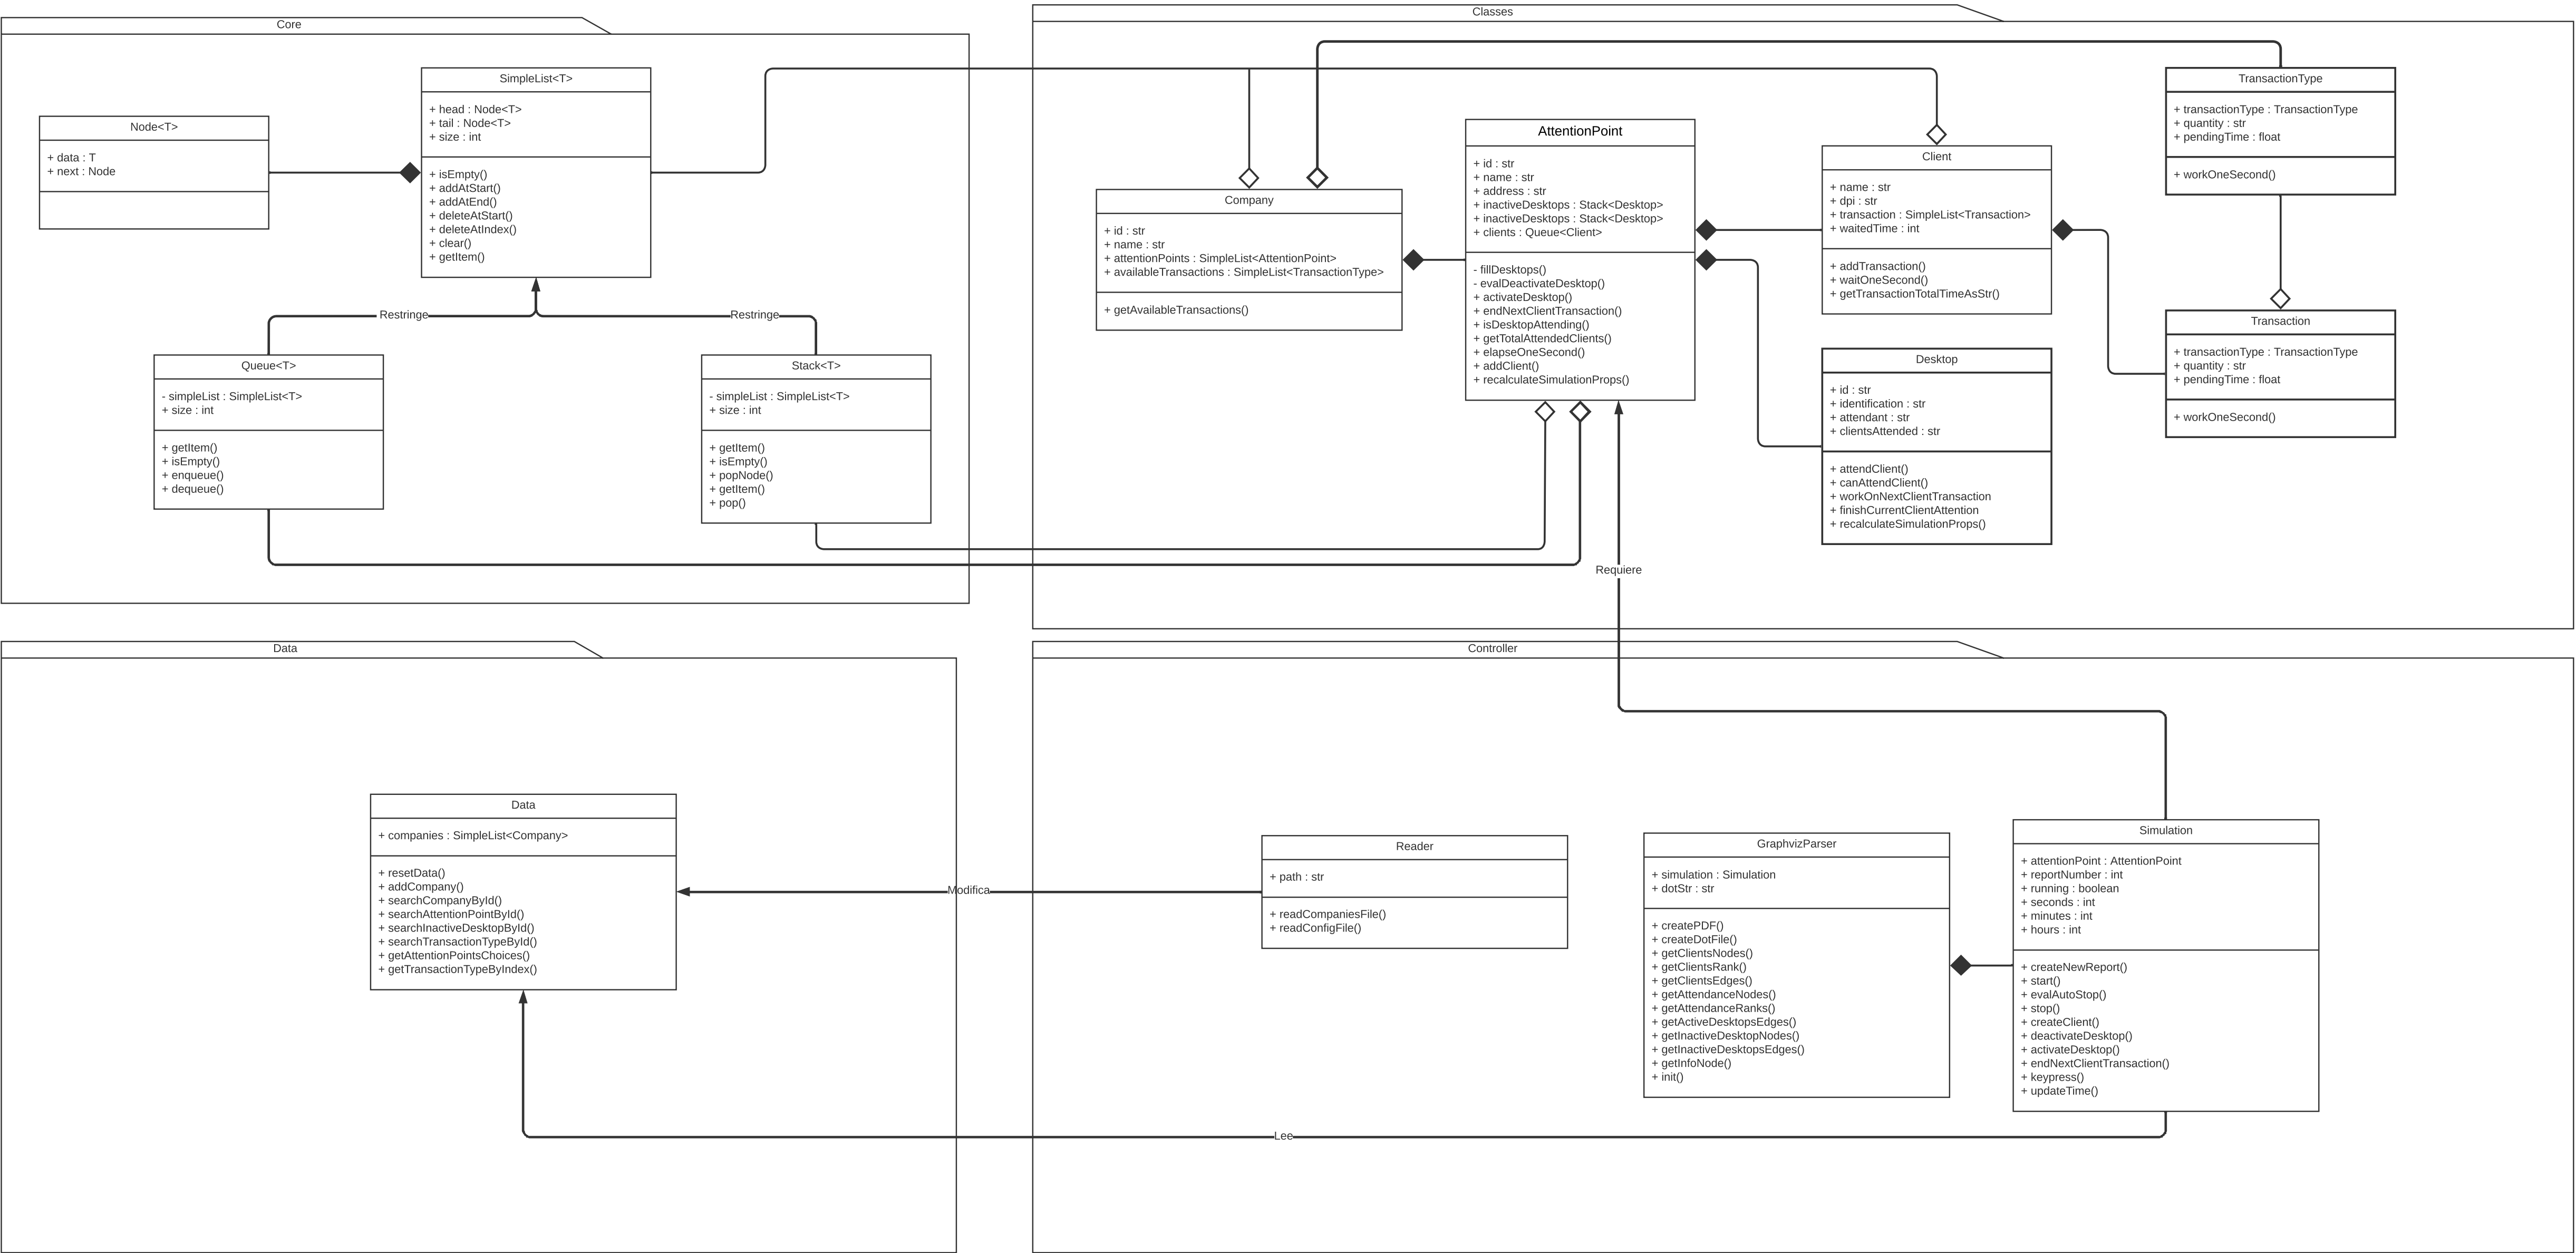 Core
SimpleList<T>
+ head : Node<T>
+ tail : Node<T>
+ size : int
+ isEmpty()
+ addAtStart()
+ addAtEnd()
+ deleteAtStart()
+ deleteAtIndex()
+ clear()
+ getItem()
Node<T>
+ data : T
+ next : Node
Restringe
Restringe
Queue<T>
- simpleList : SimpleList<T>
+ size : int
+ getItem()
+ isEmpty()
+ enqueue()
+ dequeue()
Stack<T>
- simpleList : SimpleList<T>
+ size : int
+ getItem()
+ isEmpty()
+ popNode()
+ getItem()
+ pop()
Classes
Company
+ id : str
+ name : str
+ attentionPoints : SimpleList<AttentionPoint>
+ availableTransactions : SimpleList<TransactionType>
+ getAvailableTransactions()
AttentionPoint
+ id : str
+ name : str
+ address : str
+ inactiveDesktops : Stack<Desktop>
+ inactiveDesktops : Stack<Desktop>
+ clients : Queue<Client>
- fillDesktops()
- evalDeactivateDesktop()
+ activateDesktop()
+ endNextClientTransaction()
+ isDesktopAttending()
+ getTotalAttendedClients()
+ elapseOneSecond()
+ addClient()
+ recalculateSimulationProps()
Client
+ name : str
+ dpi : str
+ transaction : SimpleList<Transaction>
+ waitedTime : int
+ addTransaction()
+ waitOneSecond()
+ getTransactionTotalTimeAsStr()
Desktop
+ id : str
+ identification : str
+ attendant : str
+ clientsAttended : str
+ attendClient()
+ canAttendClient()
+ workOnNextClientTransaction
+ finishCurrentClientAttention
+ recalculateSimulationProps()
TransactionType
+ transactionType : TransactionType
+ quantity : str
+ pendingTime : float
+ workOneSecond()
Transaction
+ transactionType : TransactionType
+ quantity : str
+ pendingTime : float
+ workOneSecond()
Requiere
Data
Data
+ companies : SimpleList<Company>
+ resetData()
+ addCompany()
+ searchCompanyById()
+ searchAttentionPointById()
+ searchInactiveDesktopById()
+ searchTransactionTypeById()
+ getAttentionPointsChoices()
+ getTransactionTypeByIndex()
Modifica
Lee
Controller
Reader
+ path : str
+ readCompaniesFile()
+ readConfigFile()
GraphvizParser
+ simulation : Simulation
+ dotStr : str
+ createPDF()
+ createDotFile()
+ getClientsNodes()
+ getClientsRank()
+ getClientsEdges()
+ getAttendanceNodes()
+ getAttendanceRanks()
+ getActiveDesktopsEdges()
+ getInactiveDesktopNodes()
+ getInactiveDesktopsEdges()
+ getInfoNode()
+ init()
Simulation
+ attentionPoint : AttentionPoint
+ reportNumber : int
+ running : boolean
+ seconds : int
+ minutes : int
+ hours : int
+ createNewReport()
+ start()
+ evalAutoStop()
+ stop()
+ createClient()
+ deactivateDesktop()
+ activateDesktop()
+ endNextClientTransaction()
+ keypress()
+ updateTime()